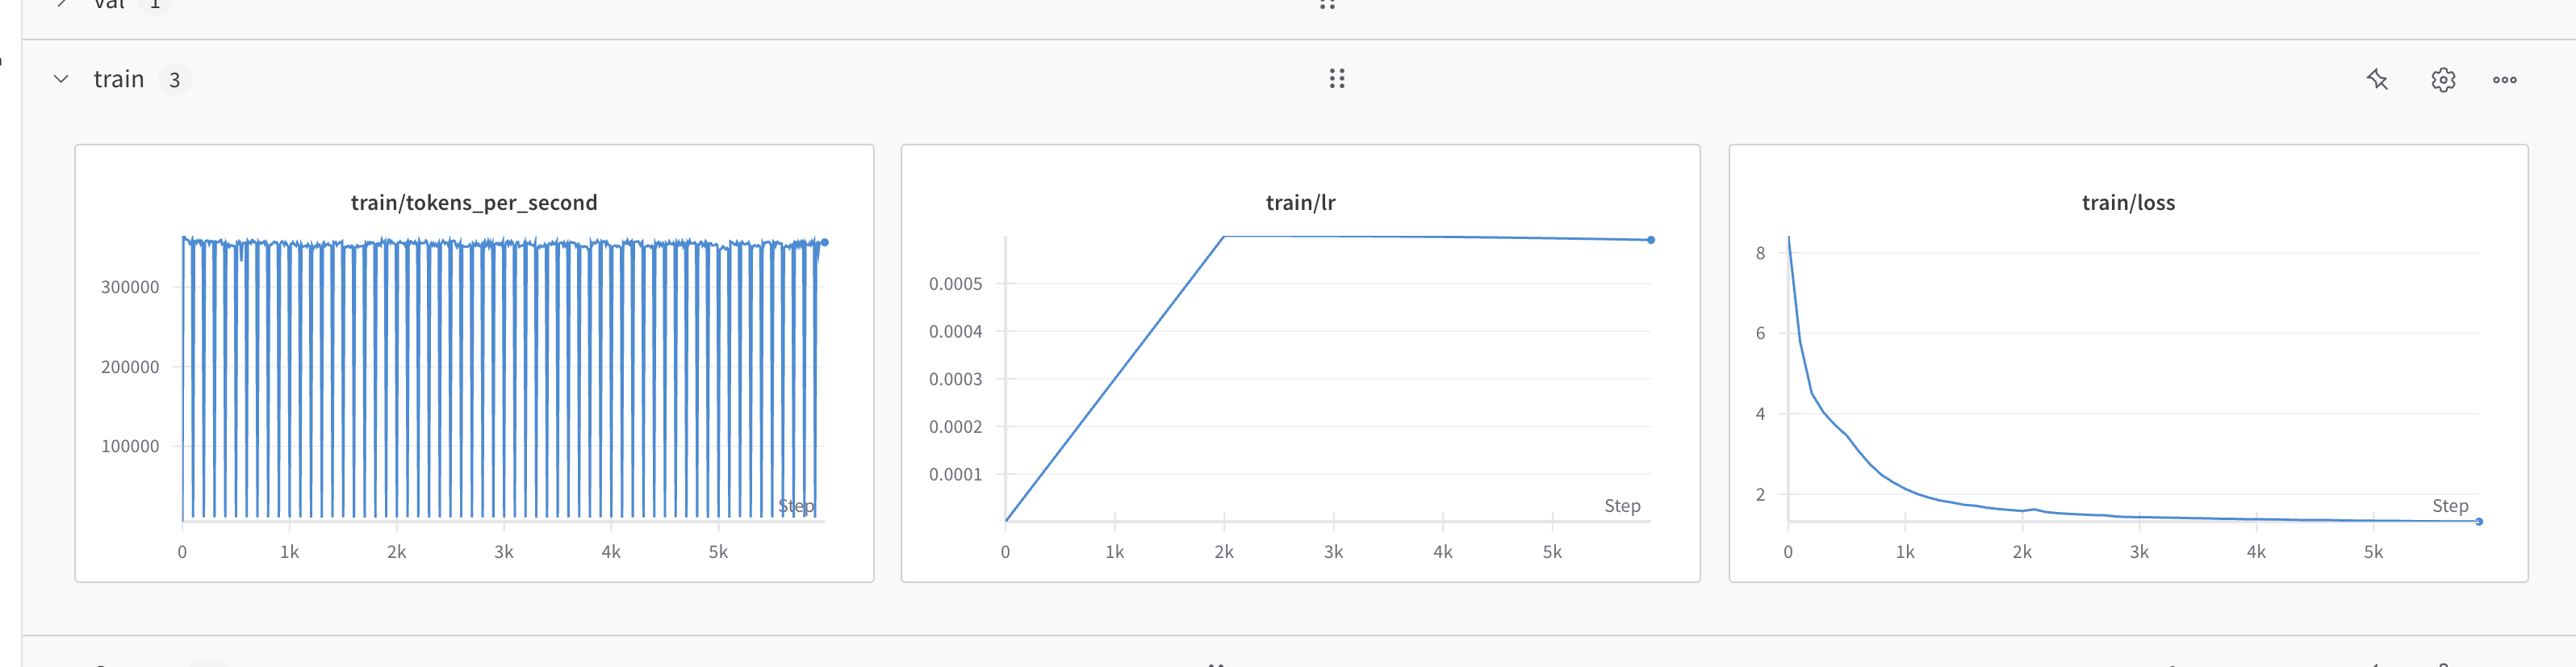 val 1
train 3
train/tokens_per_second
300000
200000
100000
Step
0 1k 2k 3k 4k 5k
train/lr
0.0005
0.0004
0.0003
0.0002
0.0001
Step
0 1k 2k 3k 4k 5k
train/loss
8
6
4
2
Step
0 1k 2k 3k 4k 5k